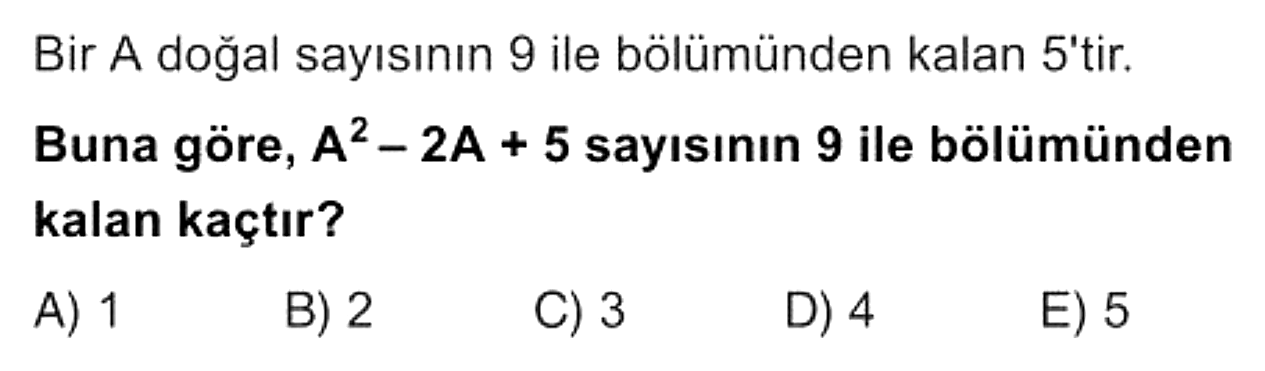 Bir A doğal sayısının 9 ile bölümünden kalan 5'tir.
Buna göre, A² – 2A + 5 sayısının 9 ile bölümünden
kalan kaçtır?
A) 1 B) 2 C) 3 D) 4 E) 5